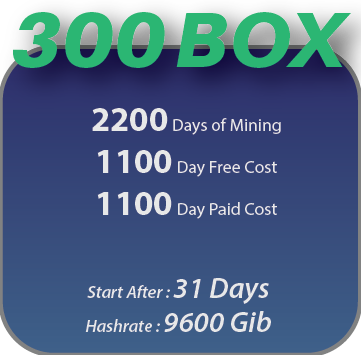 300 BOX
2200 Days of Mining
1100 Day Free Cost
1100 Day Paid Cost
Start After : 31 Days
Hashrate : 9600 Gib